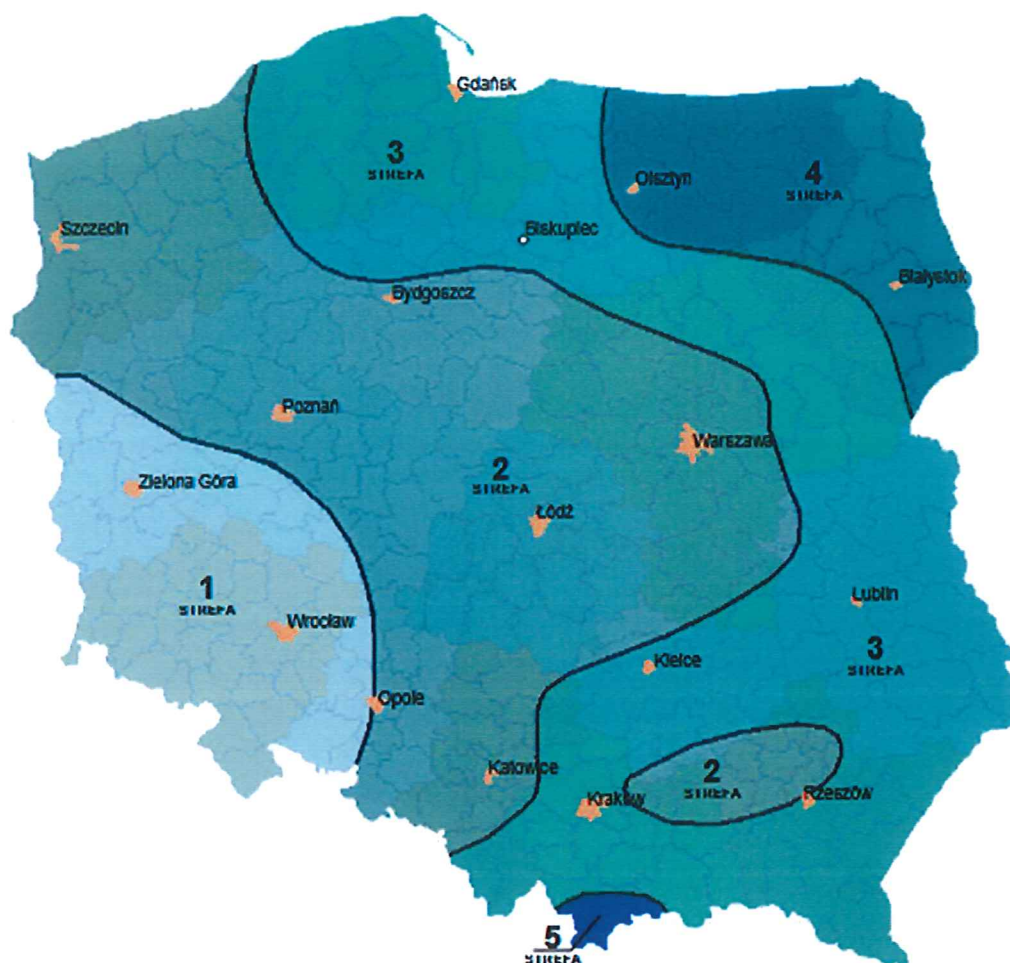 Gdańsk
3
STREFA
4
STREFA
Olsztyn
Szczecin
Biskupiec
Białystok
Bydgoszcz
Poznań
Warszawa
2
STREFA
Zielona Góra
Łódź
1
STREFA
Wrocław
Lublin
3
STREFA
Kielce
Opole
2
STREFA
Katowice
Kraków
Rzeszów
5
STREFA